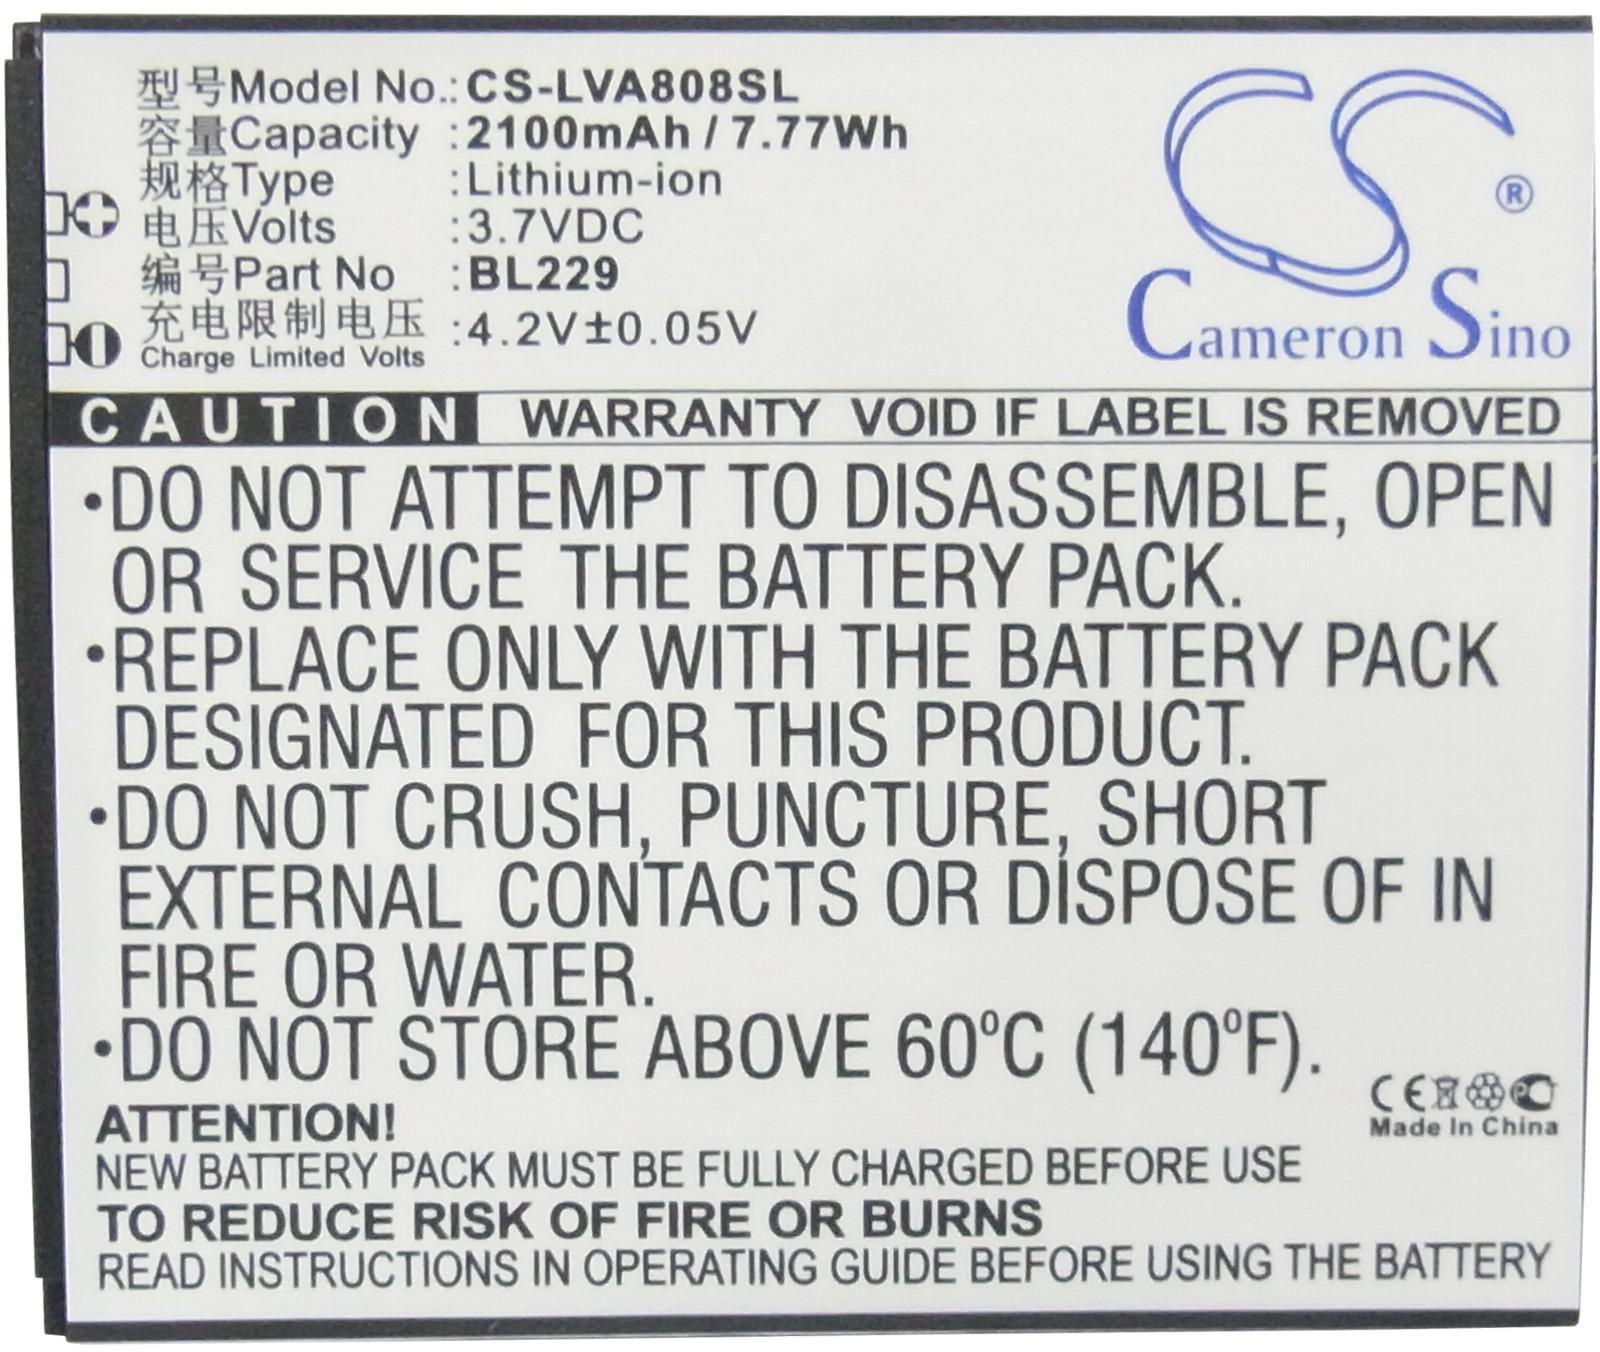 型号Model No.: CS-LVA808SL
容量Capacity : 2100mAh / 7.77Wh
规格Type : Lithium-ion
电压Volts : 3.7VDC
编号Part No : BL229
充电限制电压 : 4.2V±0.05V
Charge Limited Volts
CS ®
Cameron Sino
CAUTION WARRANTY VOID IF LABEL IS REMOVED
•DO NOT ATTEMPT TO DISASSEMBLE, OPEN
OR SERVICE THE BATTERY PACK.
•REPLACE ONLY WITH THE BATTERY PACK
DESIGNATED FOR THIS PRODUCT.
•DO NOT CRUSH, PUNCTURE, SHORT
EXTERNAL CONTACTS OR DISPOSE OF IN
FIRE OR WATER.
•DO NOT STORE ABOVE 60ºC (140ºF).
CE
Made In China
ATTENTION!
NEW BATTERY PACK MUST BE FULLY CHARGED BEFORE USE
TO REDUCE RISK OF FIRE OR BURNS
READ INSTRUCTIONS IN OPERATING GUIDE BEFORE USING THE BATTERY